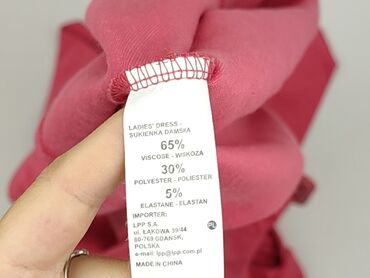 LADIES' DRESS -
SUKIENKA DAMSKA
65%
VISCOSE - WISKOZA
30%
POLYESTER - POLIESTER
5%
ELASTANE - ELASTAN
IMPORTER:
LPP S.A. PL
ul. ŁĄKOWA 39/44
80-769 GDAŃSK,
POLSKA
e-mail: lpp@lpp.com.pl
MADE IN CHINA